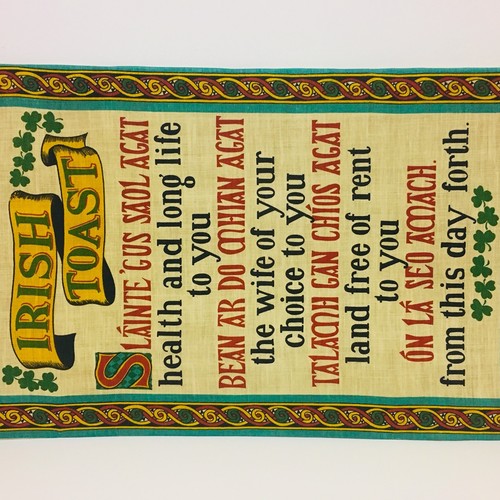 IRISH
TOAST
SLÁINTE 'GUS SAOL AGAT
health and long life
to you
BEAN AR DO MHIAN AGAT
the wife of your
choice to you
TALAMH GAN CHÍOS AGAT
land free of rent
to you
ÓN LÁ SEO AMACH.
from this day forth.